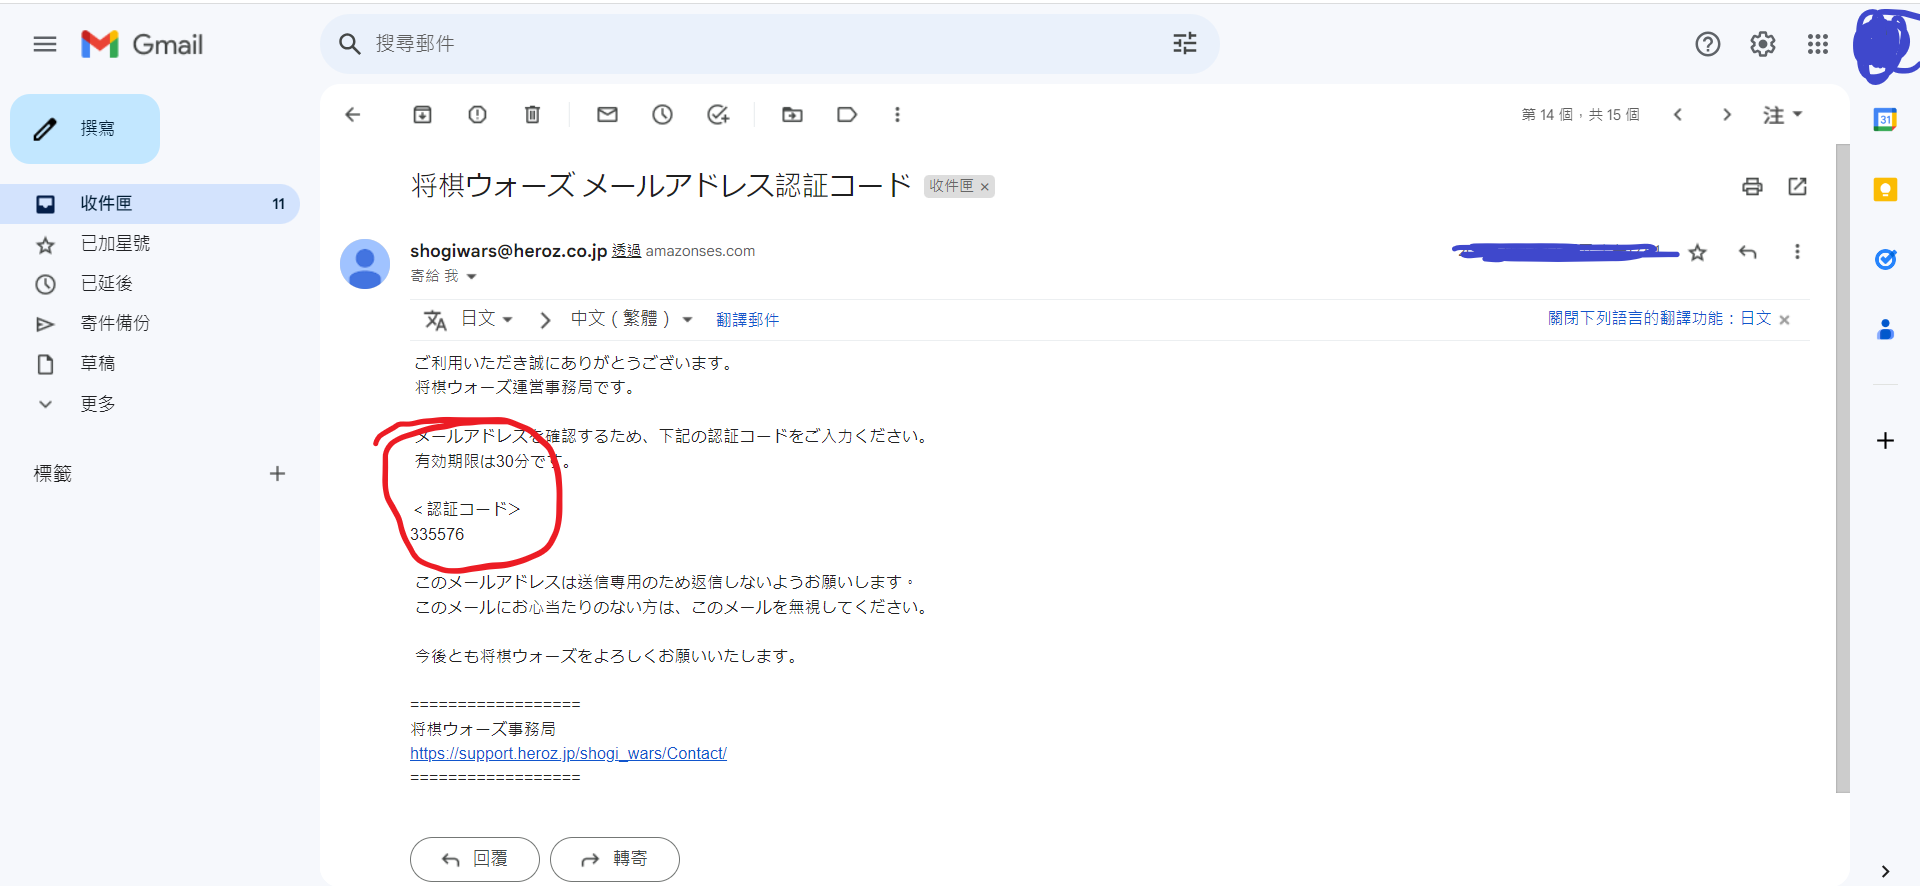 Gmail
搜尋郵件
撰寫
收件匣 11
已加星號
已延後
寄件備份
草稿
更多
標籤
第 14 個，共 15 個
注
将棋ウォーズ メールアドレス認証コード 收件匣 ×
shogiwars@heroz.co.jp 透過 amazonses.com
寄給 我
日文 > 中文（繁體） 翻譯郵件
關閉下列語言的翻譯功能：日文 ×
ご利用いただき誠にありがとうございます。
将棋ウォーズ運営事務局です。
メールアドレスを確認するため、下記の認証コードをご入力ください。
有効期限は30分です。
＜認証コード＞
335576
このメールアドレスは送信専用のため返信しないようお願いします。
このメールにお心当たりのない方は、このメールを無視してください。
今後とも将棋ウォーズをよろしくお願いいたします。
==================
将棋ウォーズ事務局
https://support.heroz.jp/shogi_wars/Contact/
==================
回覆
轉寄
31